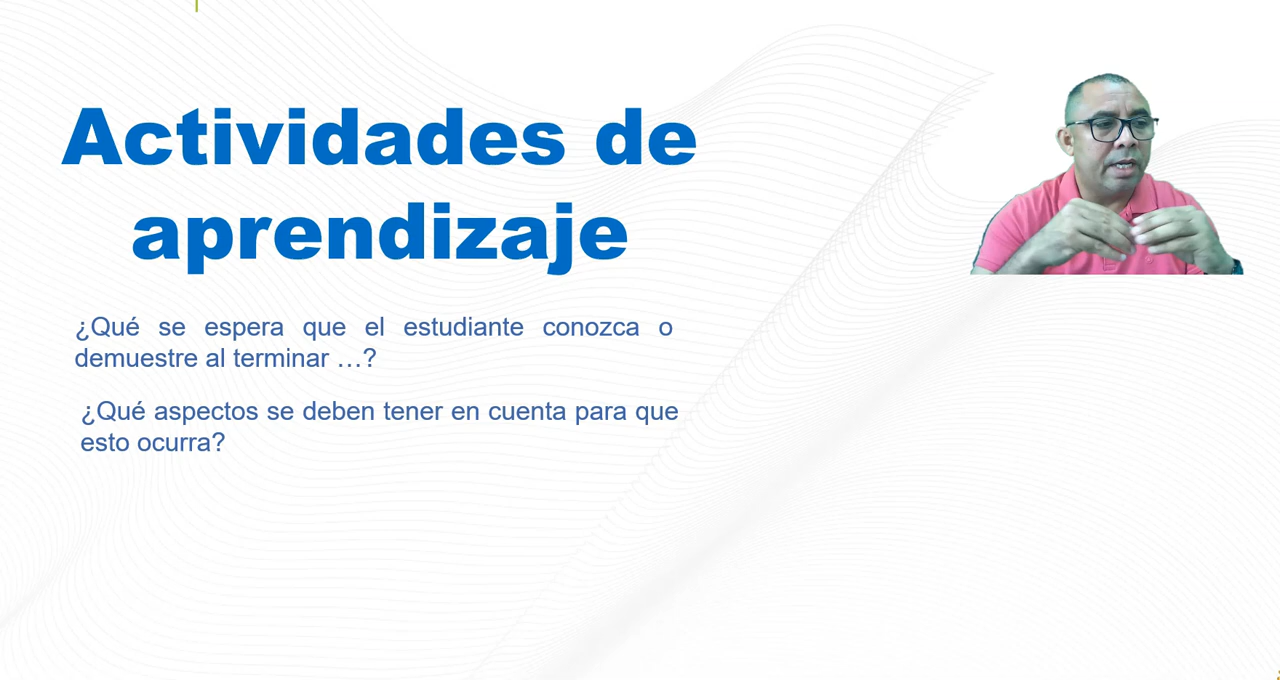 Actividades de
aprendizaje
¿Qué se espera que el estudiante conozca o
demuestre al terminar …?
¿Qué aspectos se deben tener en cuenta para que
esto ocurra?